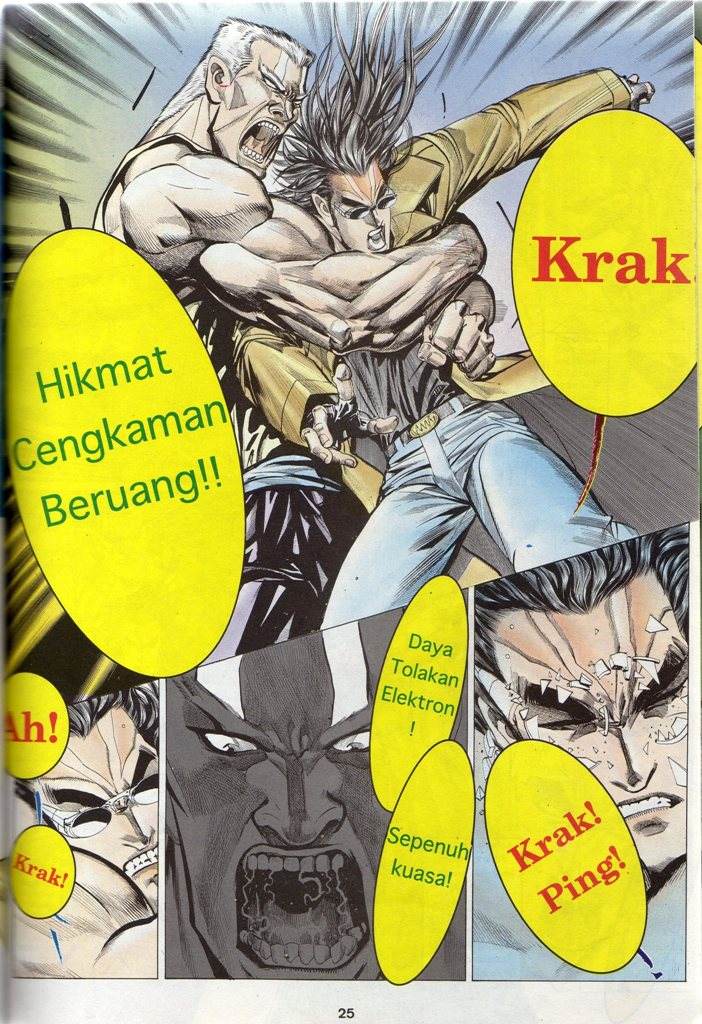 Krak
Hikmat
Cengkaman
Beruang!!
Ah!
Krak!
Daya
Tolakan
Elektron
!
Sepenuh
kuasa!
Krak!
Ping!
25